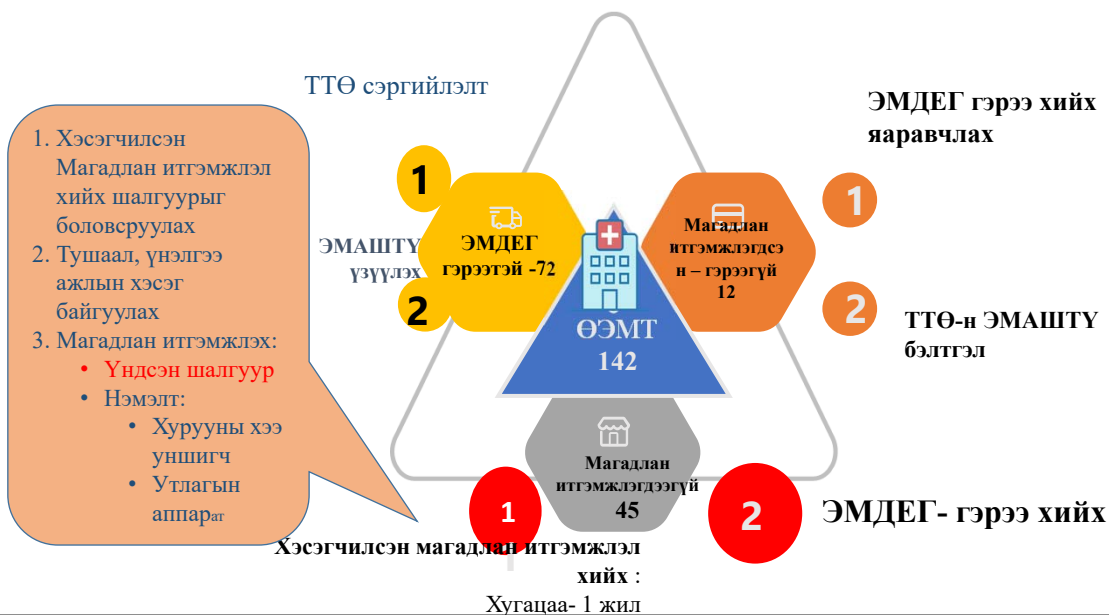 ТТӨ сэргийлэлт
ЭМДЕГ гэрээ хийх
яаравчлах
1. Хэсэгчилсэн
Магадлан итгэмжлэл
хийх шалгуурыг
боловсруулах
2. Тушаал, үнэлгээ
ажлын хэсэг
байгуулах
3. Магадлан итгэмжлэх:
• Үндсэн шалгуур
• Нэмэлт:
• Хурууны хээ
уншигч
• Утлагын
аппарат
1
ЭМАШТҮ
үзүүлэх
2
ЭМДЕГ
гэрээтэй -72
ӨЭМТ
142
Магадлан
итгэмжлэгдсэ
н – гэрээгүй
12
1
2
ТТӨ-н ЭМАШТҮ
бэлтгэл
Магадлан
итгэмжлэгдээгүй
45
1
2
ЭМДЕГ- гэрээ хийх
Хэсэгчилсэн магадлан итгэмжлэл
хийх :
1
Хугацаа- 1 жил